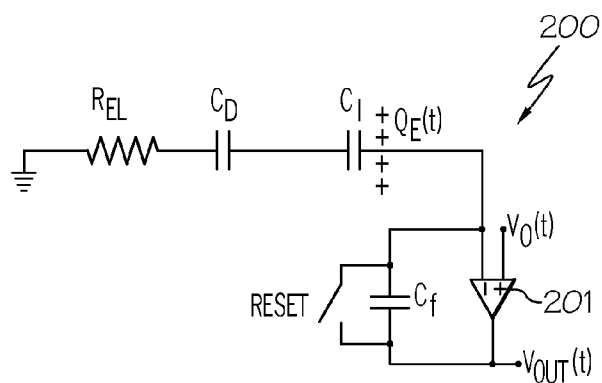 200
R_EL
C_D
C_I
+ Q_E(t)
+
+
+
V_O(t)
− +
201
RESET
C_f
V_OUT(t)